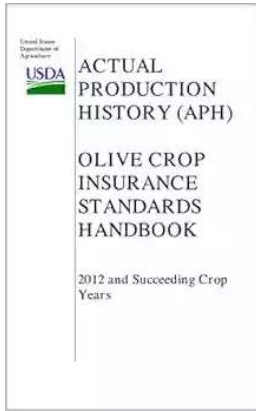 United States
Department of
Agriculture
USDA
ACTUAL
PRODUCTION
HISTORY (APH)
OLIVE CROP
INSURANCE
STANDARDS
HANDBOOK
2012 and Succeeding Crop
Years